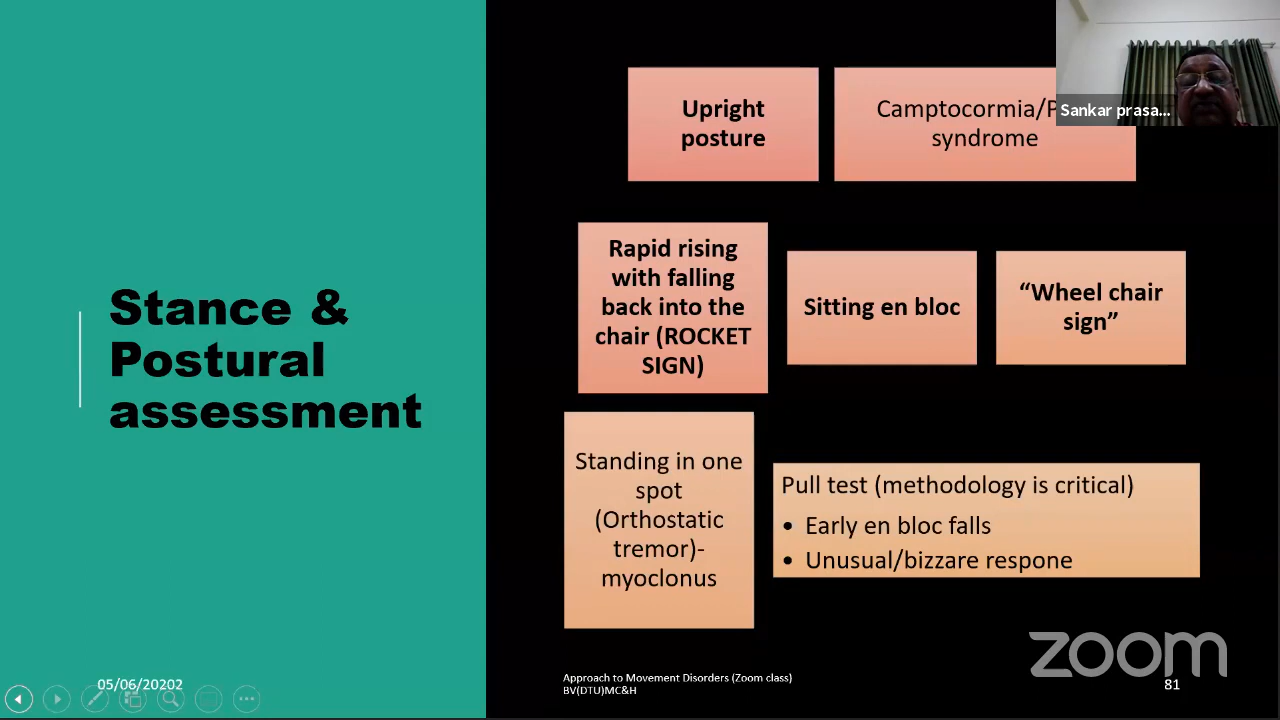 Stance &
Postural
assessment
Upright
posture
Camptocormia/
syndrome
Sankar prasa...
Rapid rising
with falling
back into the
chair (ROCKET
SIGN)
Sitting en bloc
“Wheel chair
sign”
Standing in one
spot
(Orthostatic
tremor)-
myoclonus
Pull test (methodology is critical)
• Early en bloc falls
• Unusual/bizzare respone
zoom
05/06/20202
Approach to Movement Disorders (Zoom class)
BV(DTU)MC&H
81